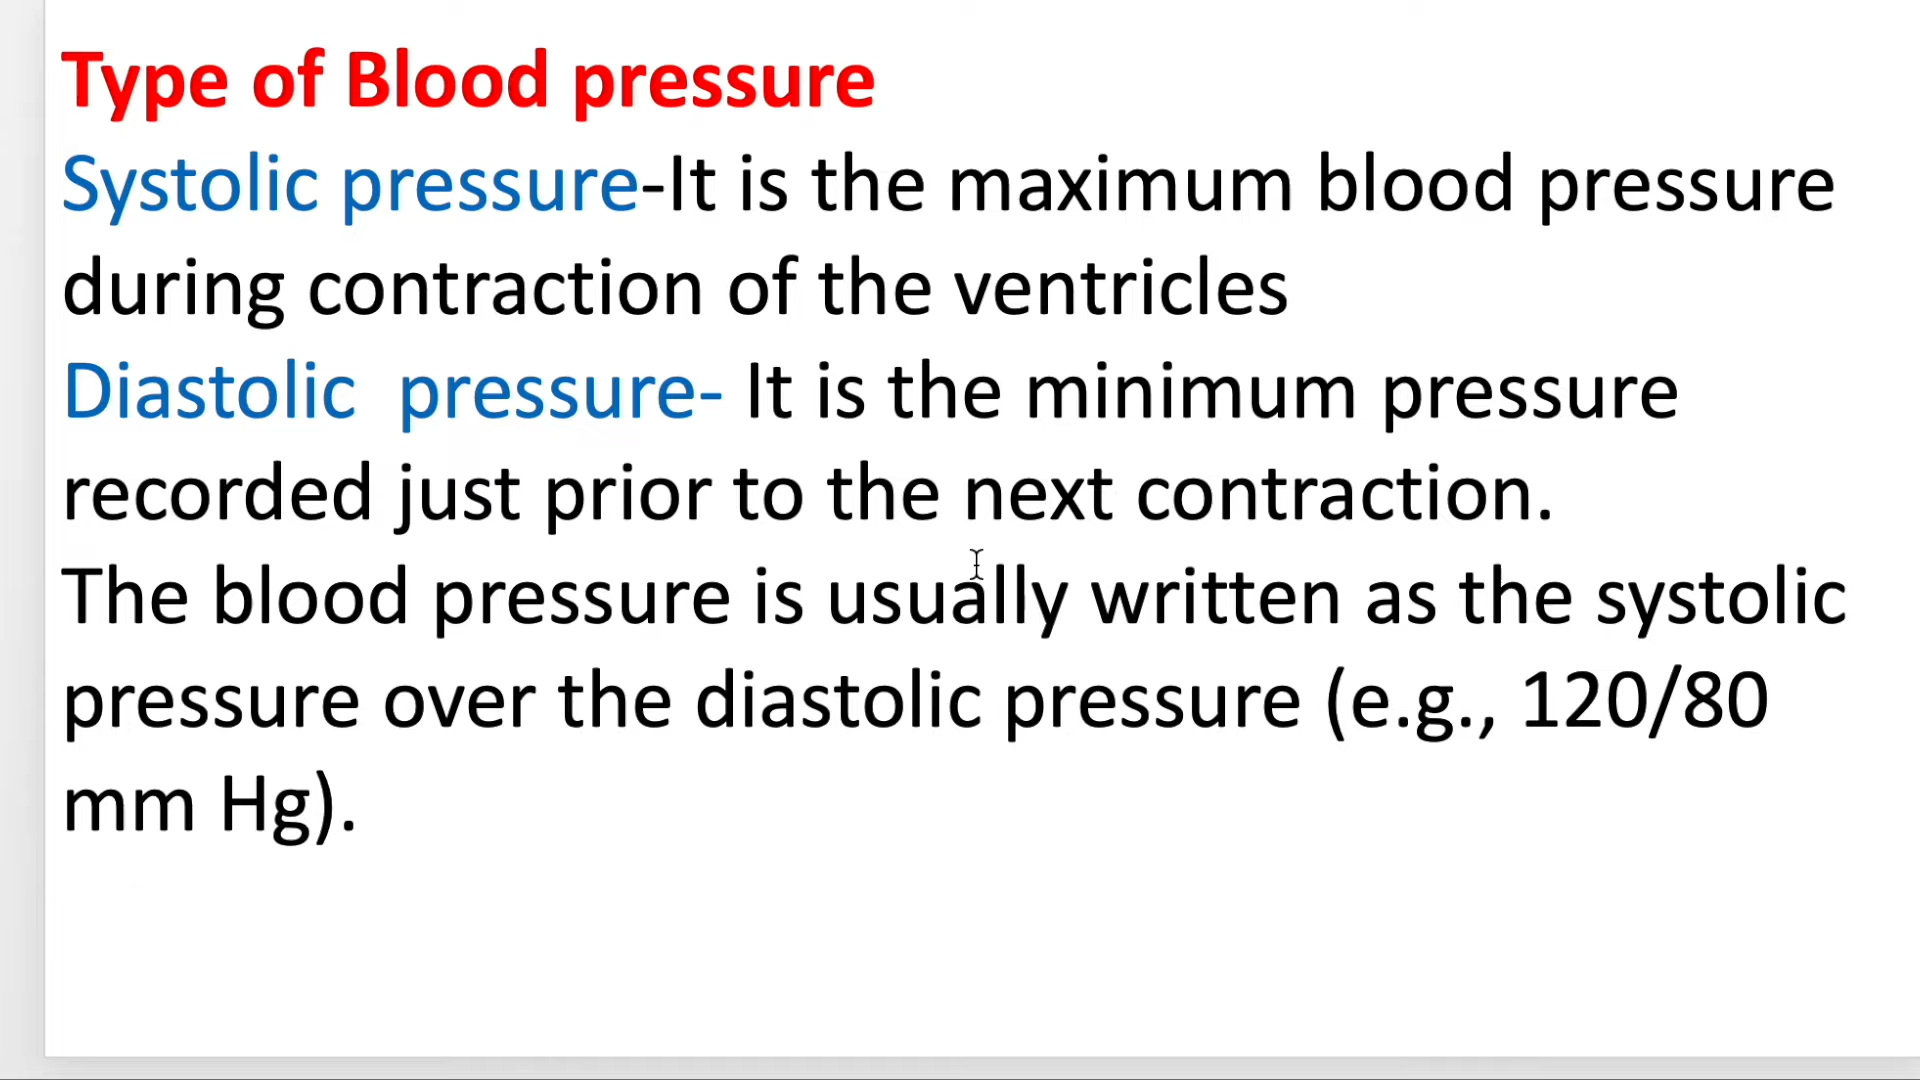 Type of Blood pressure
Systolic pressure-It is the maximum blood pressure
during contraction of the ventricles
Diastolic  pressure- It is the minimum pressure
recorded just prior to the next contraction.
The blood pressure is usually written as the systolic
pressure over the diastolic pressure (e.g., 120/80
mm Hg).